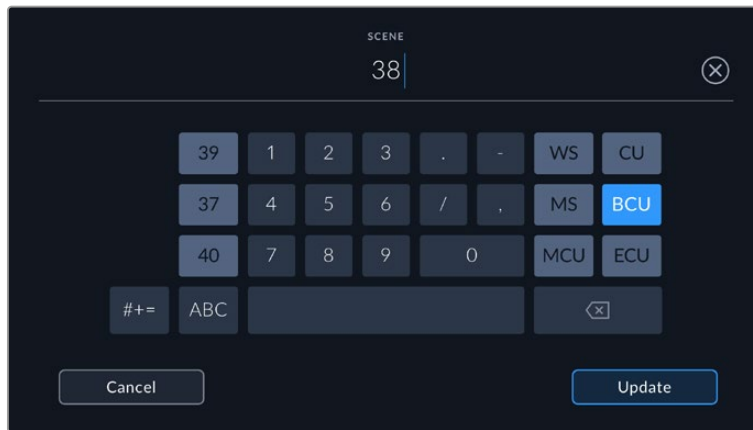 SCENE
38
39 1 2 3 . - WS CU
37 4 5 6 / , MS BCU
40 7 8 9 0 MCU ECU
#+= ABC
Cancel Update